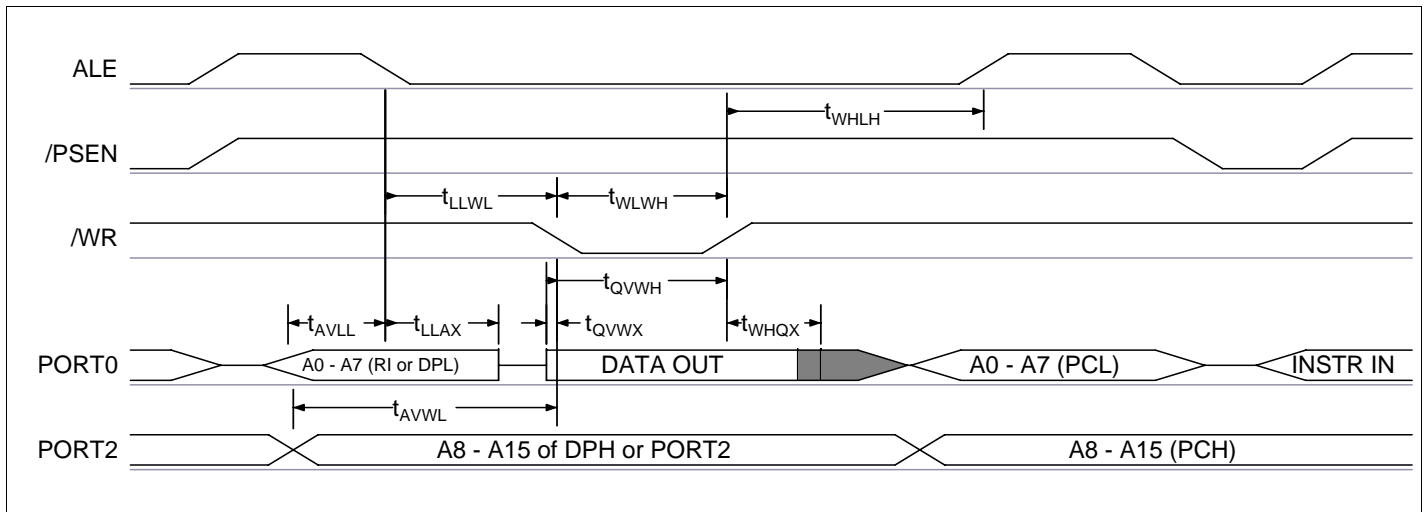 ALE
tWHLH
/PSEN
tLLWL tWLWH
/WR
tQVWH
tAVLL tLLAX tQVWX tWHQX
PORT0 A0 - A7 (RI or DPL) DATA OUT A0 - A7 (PCL) INSTR IN
tAVWL
PORT2 A8 - A15 of DPH or PORT2 A8 - A15 (PCH)